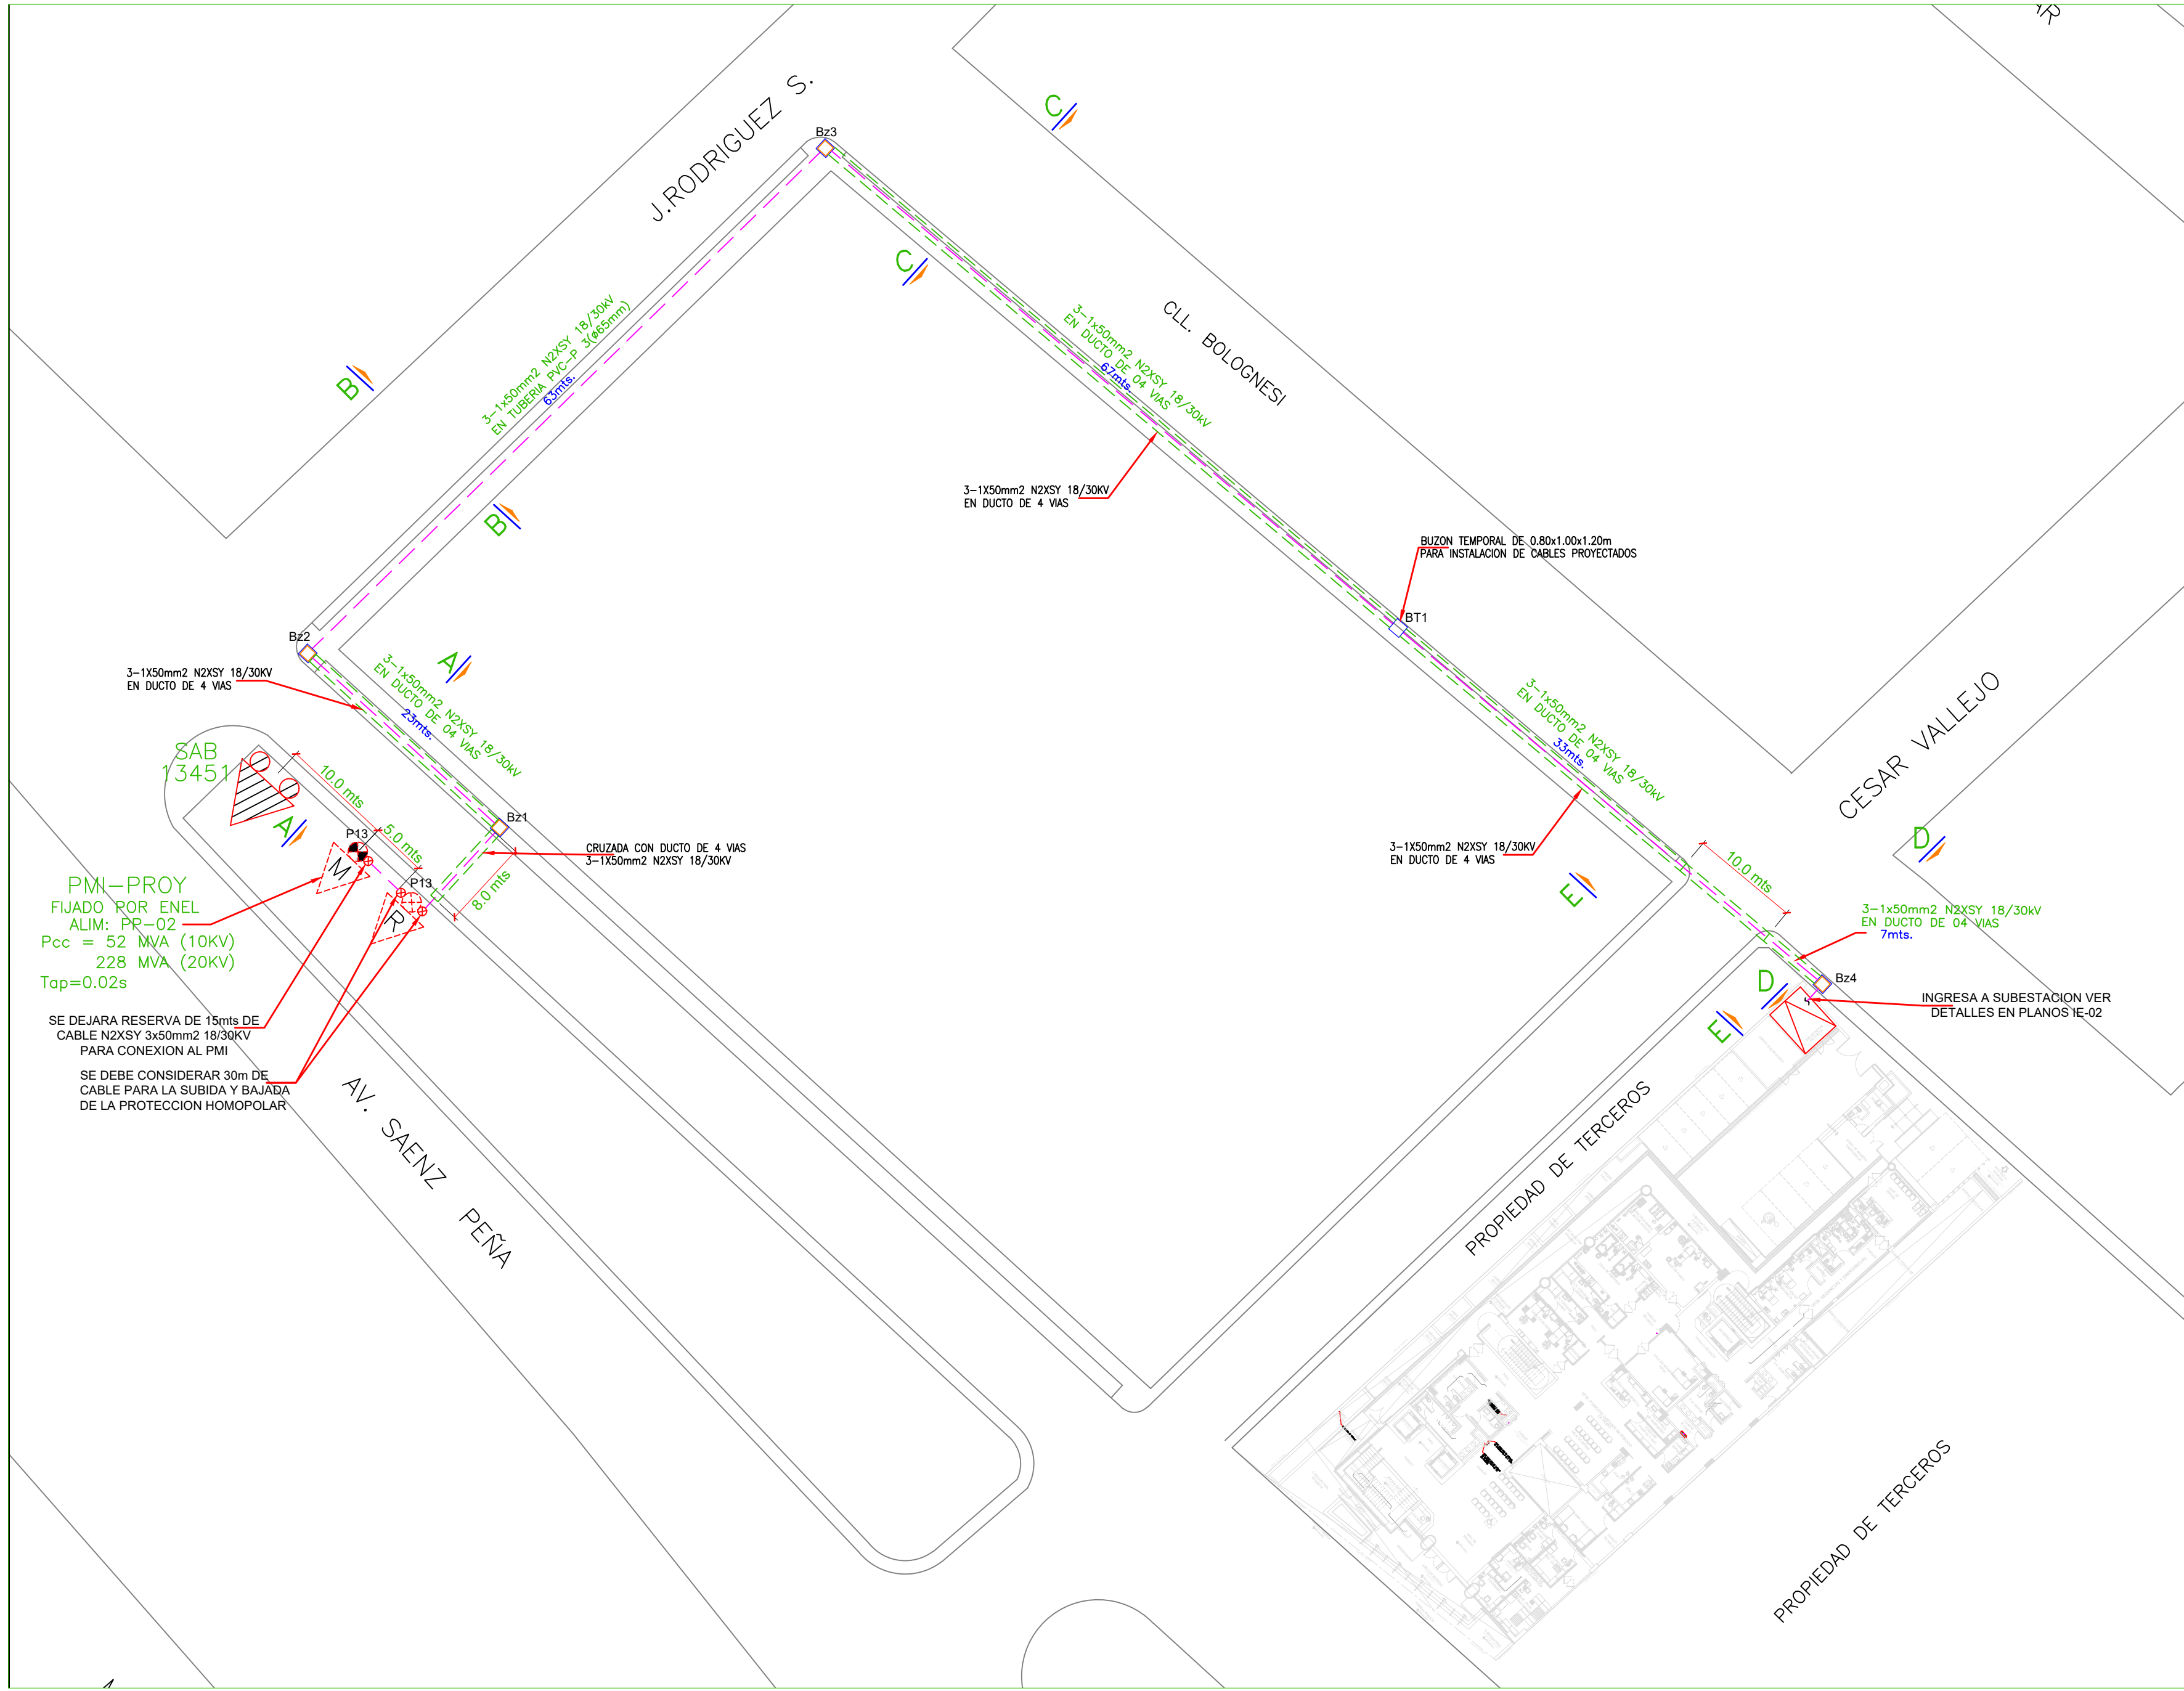 J.RODRIGUEZ S.
Bz3
C
C
CLL. BOLOGNESI
3-1x50mm2 N2XSY 18/30kV
EN TUBERIA PVC-P 3(ø65mm)
63mts.
3-1x50mm2 N2XSY 18/30kV
EN DUCTO DE 04 VIAS
67mts.
B
B
3-1X50mm2 N2XSY 18/30KV
EN DUCTO DE 4 VIAS
BUZON TEMPORAL DE 0.80x1.00x1.20m
PARA INSTALACION DE CABLES PROYECTADOS
BT1
Bz2
3-1X50mm2 N2XSY 18/30KV
EN DUCTO DE 4 VIAS
A
3-1x50mm2 N2XSY 18/30kV
EN DUCTO DE 04 VIAS
23mts.
3-1x50mm2 N2XSY 18/30kV
EN DUCTO DE 04 VIAS
33mts.
CESAR VALLEJO
SAB
13451
10.0 mts
A
P13
5.0 mts
Bz1
CRUZADA CON DUCTO DE 4 VIAS
3-1X50mm2 N2XSY 18/30KV
8.0 mts
M
P13
R
3-1X50mm2 N2XSY 18/30KV
EN DUCTO DE 4 VIAS
E
D
10.0 mts
3-1x50mm2 N2XSY 18/30kV
EN DUCTO DE 04 VIAS
7mts.
PMI-PROY
FIJADO POR ENEL
ALIM: PP-02
Pcc = 52 MVA (10KV)
228 MVA (20KV)
Tap=0.02s
D
Bz4
E
INGRESA A SUBESTACION VER
DETALLES EN PLANOS IE-02
SE DEJARA RESERVA DE 15mts DE
CABLE N2XSY 3x50mm2 18/30KV
PARA CONEXION AL PMI
SE DEBE CONSIDERAR 30m DE
CABLE PARA LA SUBIDA Y BAJADA
DE LA PROTECCION HOMOPOLAR
AV. SAENZ PEÑA
PROPIEDAD DE TERCEROS
PROPIEDAD DE TERCEROS